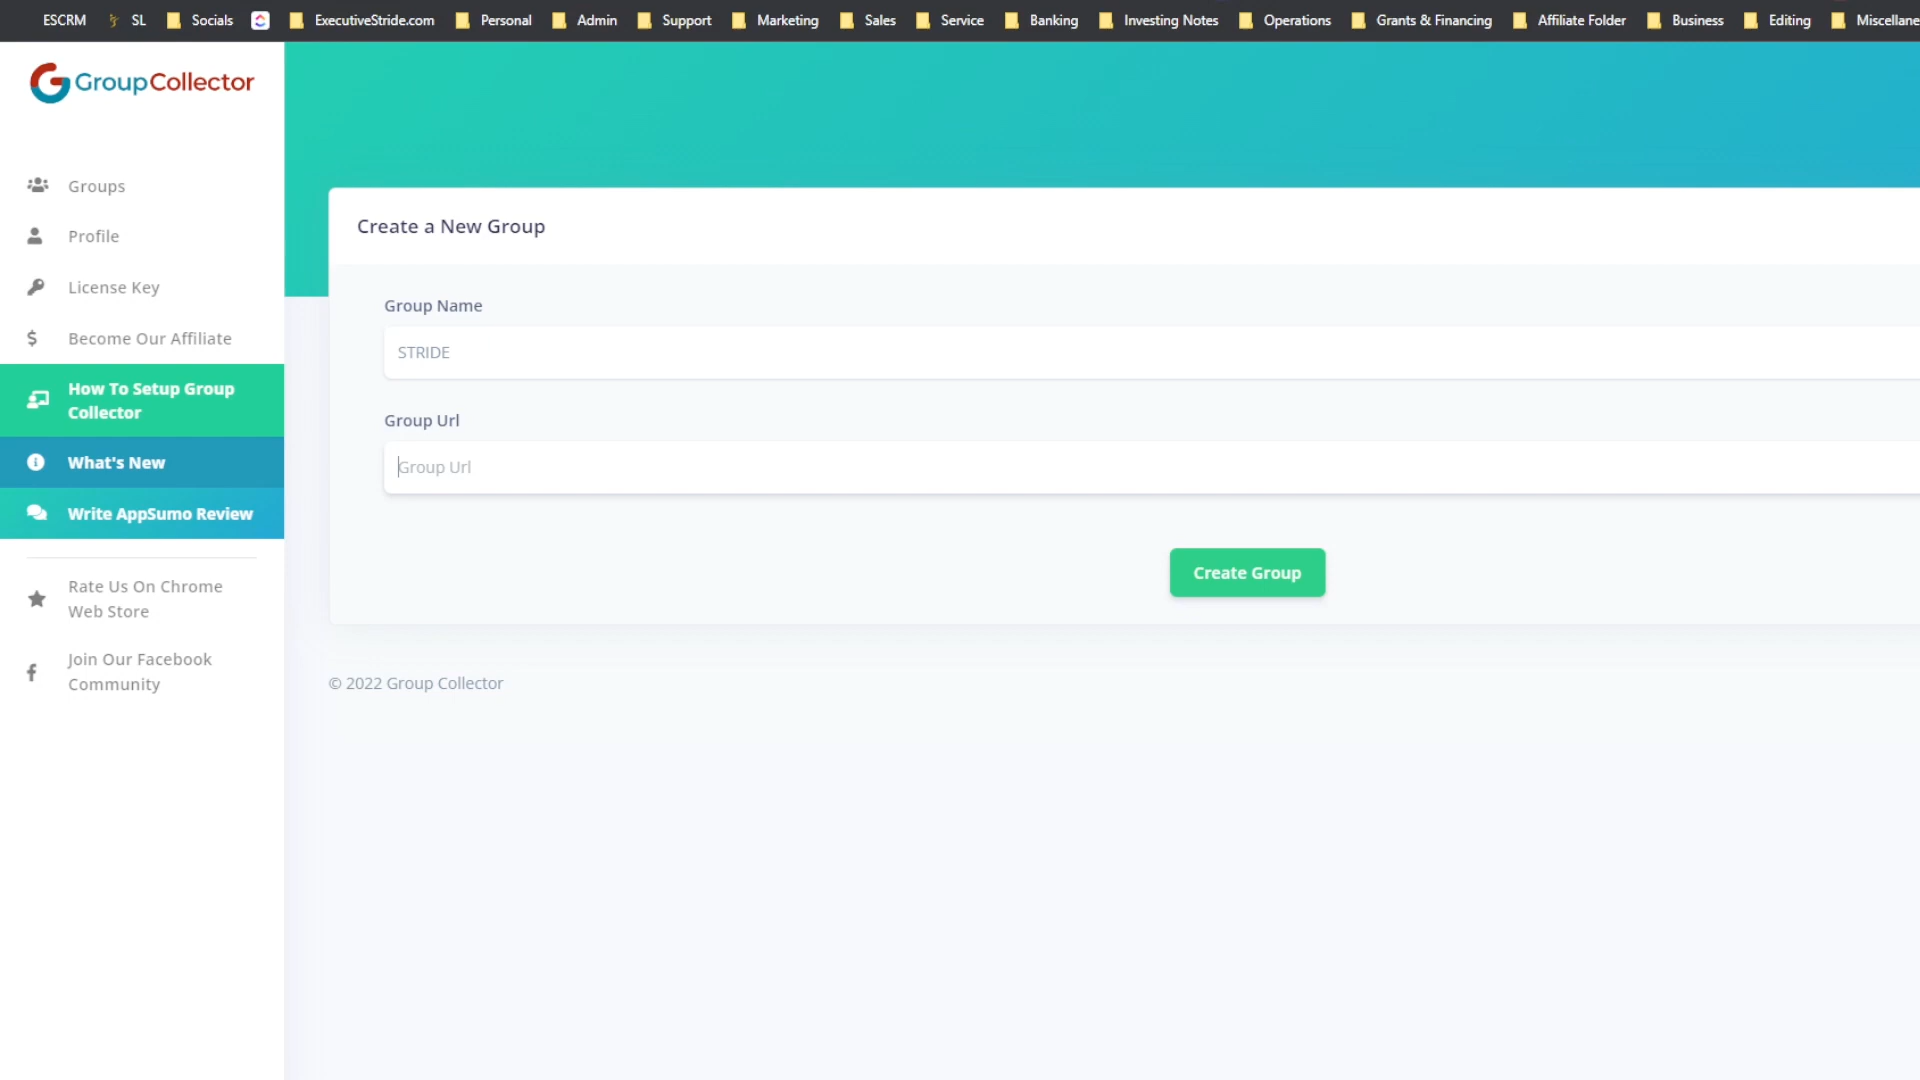 ESCRM SL Socials ExecutiveStride.com Personal Admin Support Marketing Sales Service Banking Investing Notes Operations Grants & Financing Affiliate Folder Business Editing Miscellane
GroupCollector
Groups
Profile
License Key
Become Our Affiliate
How To Setup Group
Collector
What's New
Write AppSumo Review
Rate Us On Chrome
Web Store
Join Our Facebook
Community
Create a New Group
Group Name
STRIDE
Group Url
Group Url
Create Group
© 2022 Group Collector